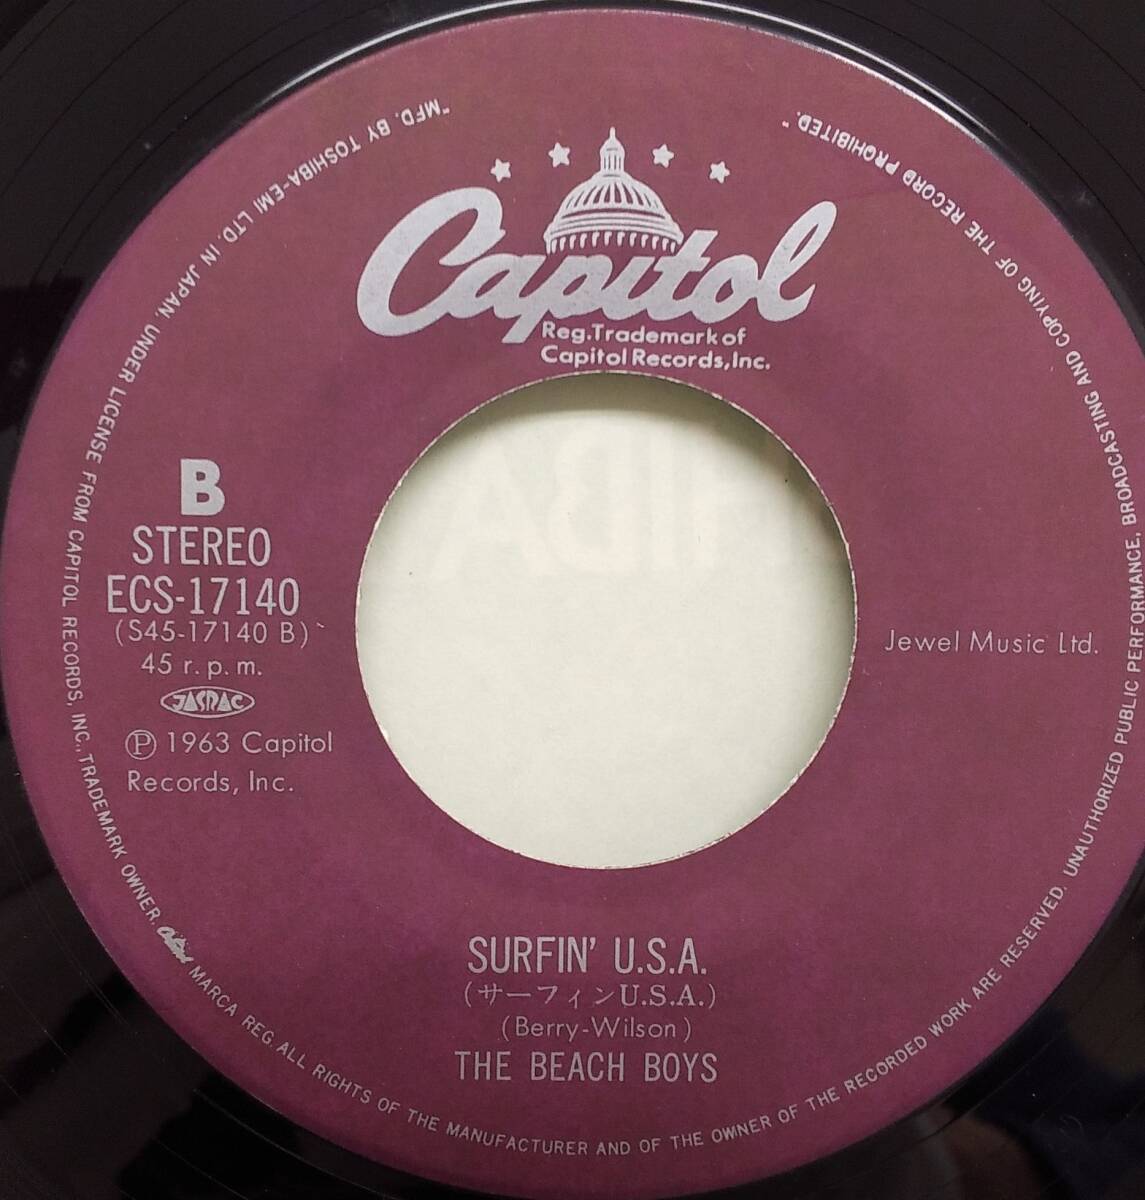 Capitol
Reg.Trademark of
Capitol Records,Inc.
B
STEREO
ECS-17140
(S45-17140 B)
45 r.p.m.
JASRAC
Ⓟ 1963 Capitol
Records, Inc.
Jewel Music Ltd.
SURFIN' U.S.A.
(サーフィンU.S.A.)
(Berry-Wilson)
THE BEACH BOYS
"MFD. BY TOSHIBA-EMI LTD. IN JAPAN, UNDER LICENSE FROM CAPITOL RECORDS, INC., TRADEMARK OWNER. Capitol MARCA REG. ALL RIGHTS OF THE MANUFACTURER AND OF THE OWNER OF THE RECORDED WORK ARE RESERVED. UNAUTHORIZED PUBLIC PERFORMANCE, BROADCASTING AND COPYING OF THE RECORD PROHIBITED."